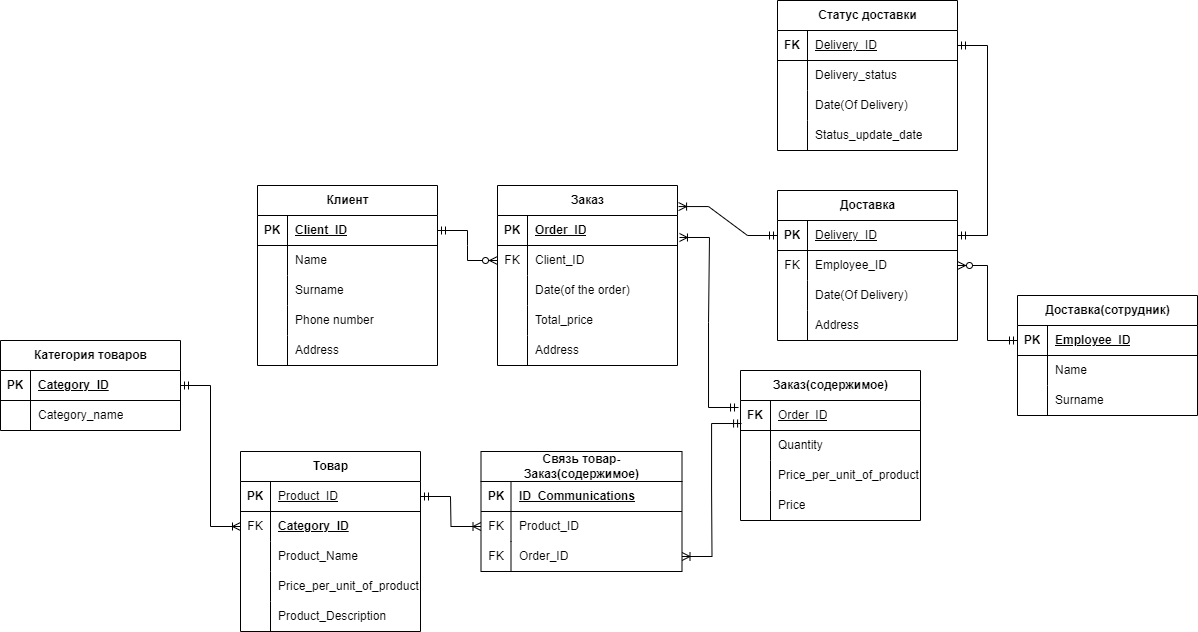 Статус доставки
FK Delivery_ID
Delivery_status
Date(Of Delivery)
Status_update_date
Клиент
PK Client_ID
Name
Surname
Phone number
Address
Заказ
PK Order_ID
FK Client_ID
Date(of the order)
Total_price
Address
Доставка
PK Delivery_ID
FK Employee_ID
Date(Of Delivery)
Address
Доставка(сотрудник)
PK Employee_ID
Name
Surname
Категория товаров
PK Category_ID
Category_name
Заказ(содержимое)
FK Order_ID
Quantity
Price_per_unit_of_product
Price
Товар
PK Product_ID
FK Category_ID
Product_Name
Price_per_unit_of_product
Product_Description
Связь товар-
Заказ(содержимое)
PK ID_Communications
FK Product_ID
FK Order_ID